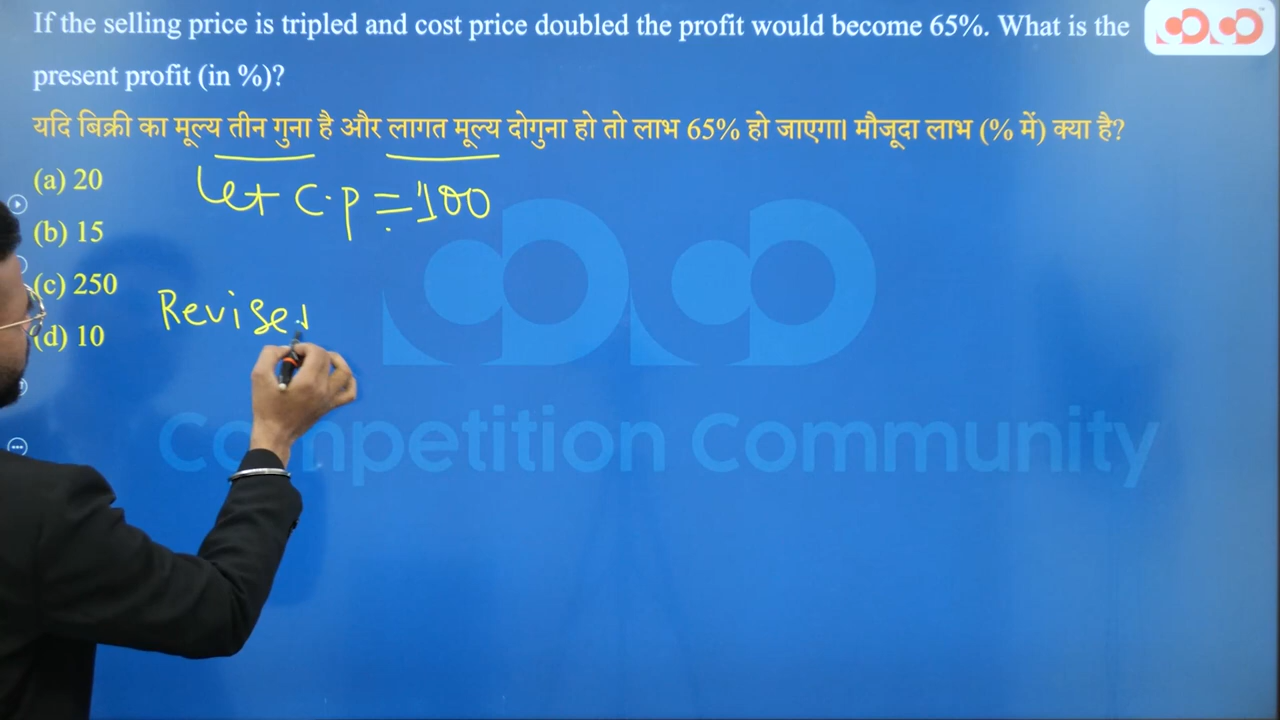 If the selling price is tripled and cost price doubled the profit would become 65%. What is the
present profit (in %)?
यदि बिक्री का मूल्य तीन गुना है और लागत मूल्य दोगुना हो तो लाभ 65% हो जाएगा। मौजूदा लाभ (% में) क्या है?
(a) 20
Let C.P = 100
(b) 15
(c) 250
Revised
(d) 10
Competition Community